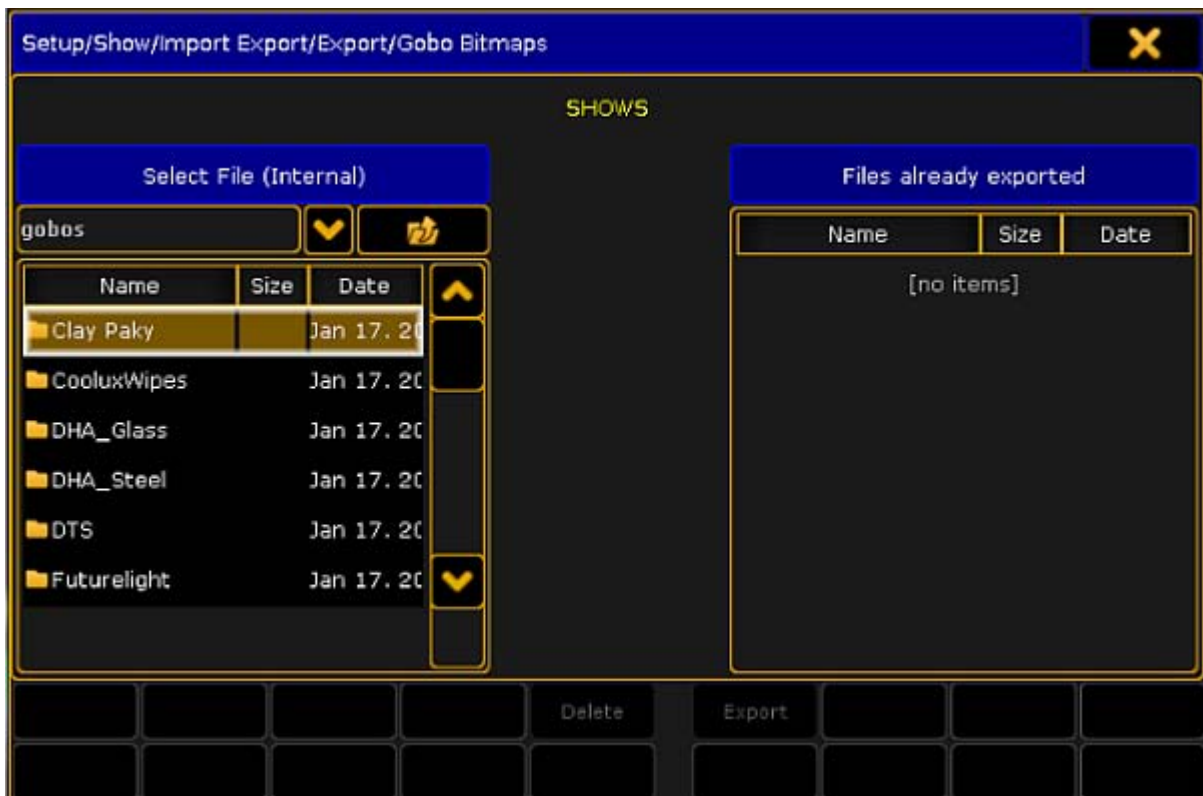 Setup/Show/Import Export/Export/Gobo Bitmaps
SHOWS
Select File (Internal)
gobos
Name Size Date
Clay Paky Jan 17. 20
CooluxWipes Jan 17. 20
DHA_Glass Jan 17. 20
DHA_Steel Jan 17. 20
DTS Jan 17. 20
Futurelight Jan 17. 20
Files already exported
Name Size Date
[no items]
Delete Export